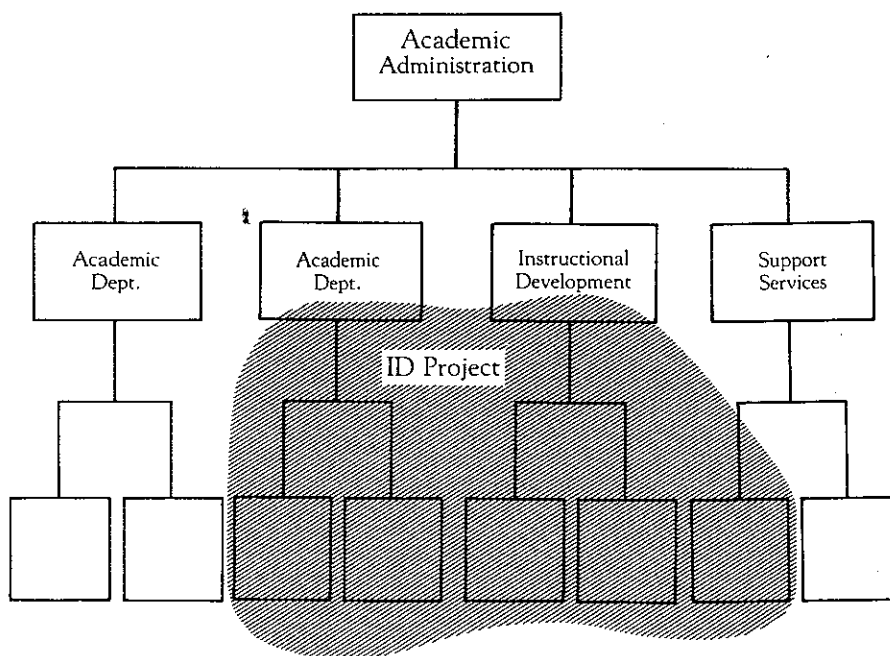 Academic
Administration
Academic
Dept.
Academic
Dept.
Instructional
Development
Support
Services
ID Project